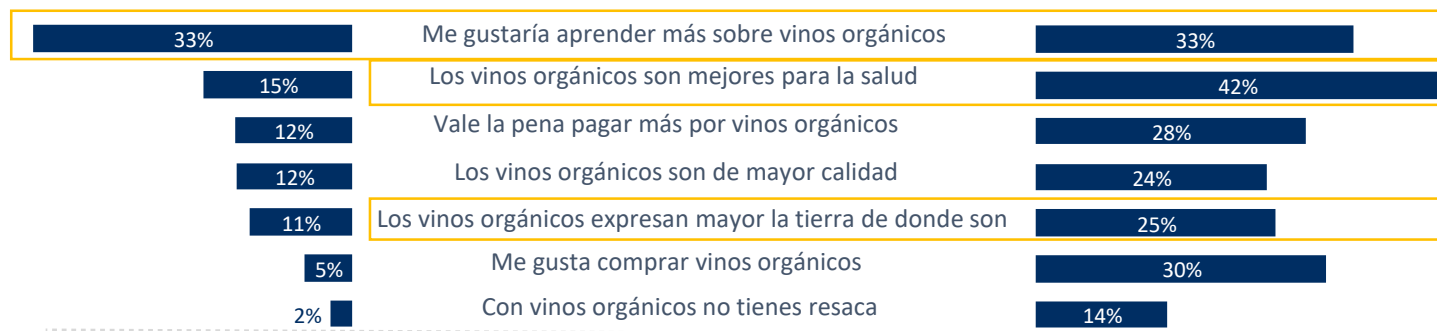 33% Me gustaría aprender más sobre vinos orgánicos 33%
15% Los vinos orgánicos son mejores para la salud 42%
12% Vale la pena pagar más por vinos orgánicos 28%
12% Los vinos orgánicos son de mayor calidad 24%
11% Los vinos orgánicos expresan mayor la tierra de donde son 25%
5% Me gusta comprar vinos orgánicos 30%
2% Con vinos orgánicos no tienes resaca 14%